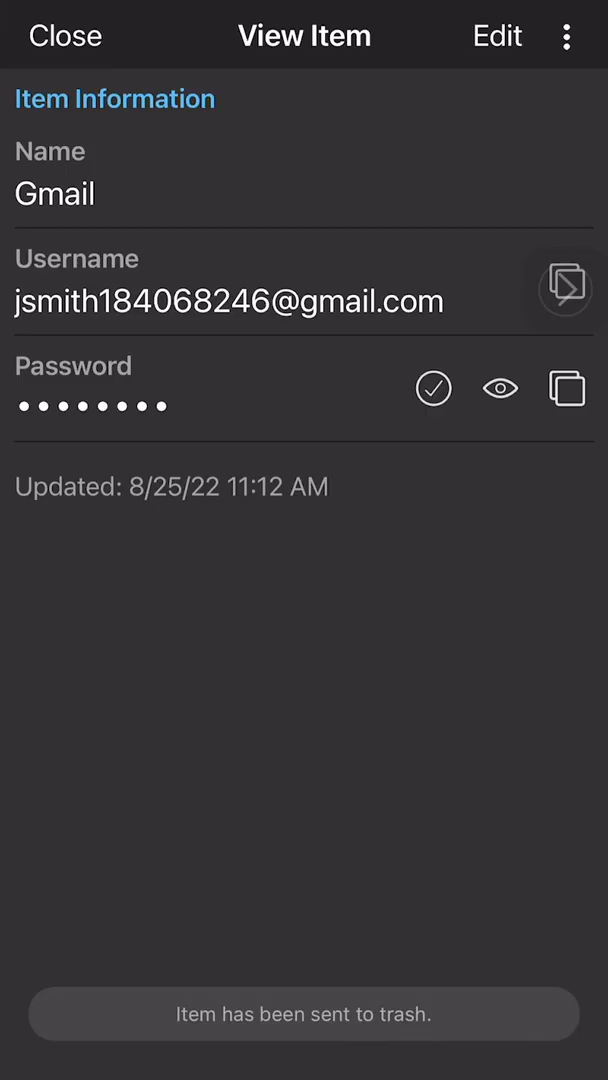 Close View Item Edit
Item Information
Name
Gmail
Username
jsmith184068246@gmail.com
Password
Updated: 8/25/22 11:12 AM
Item has been sent to trash.